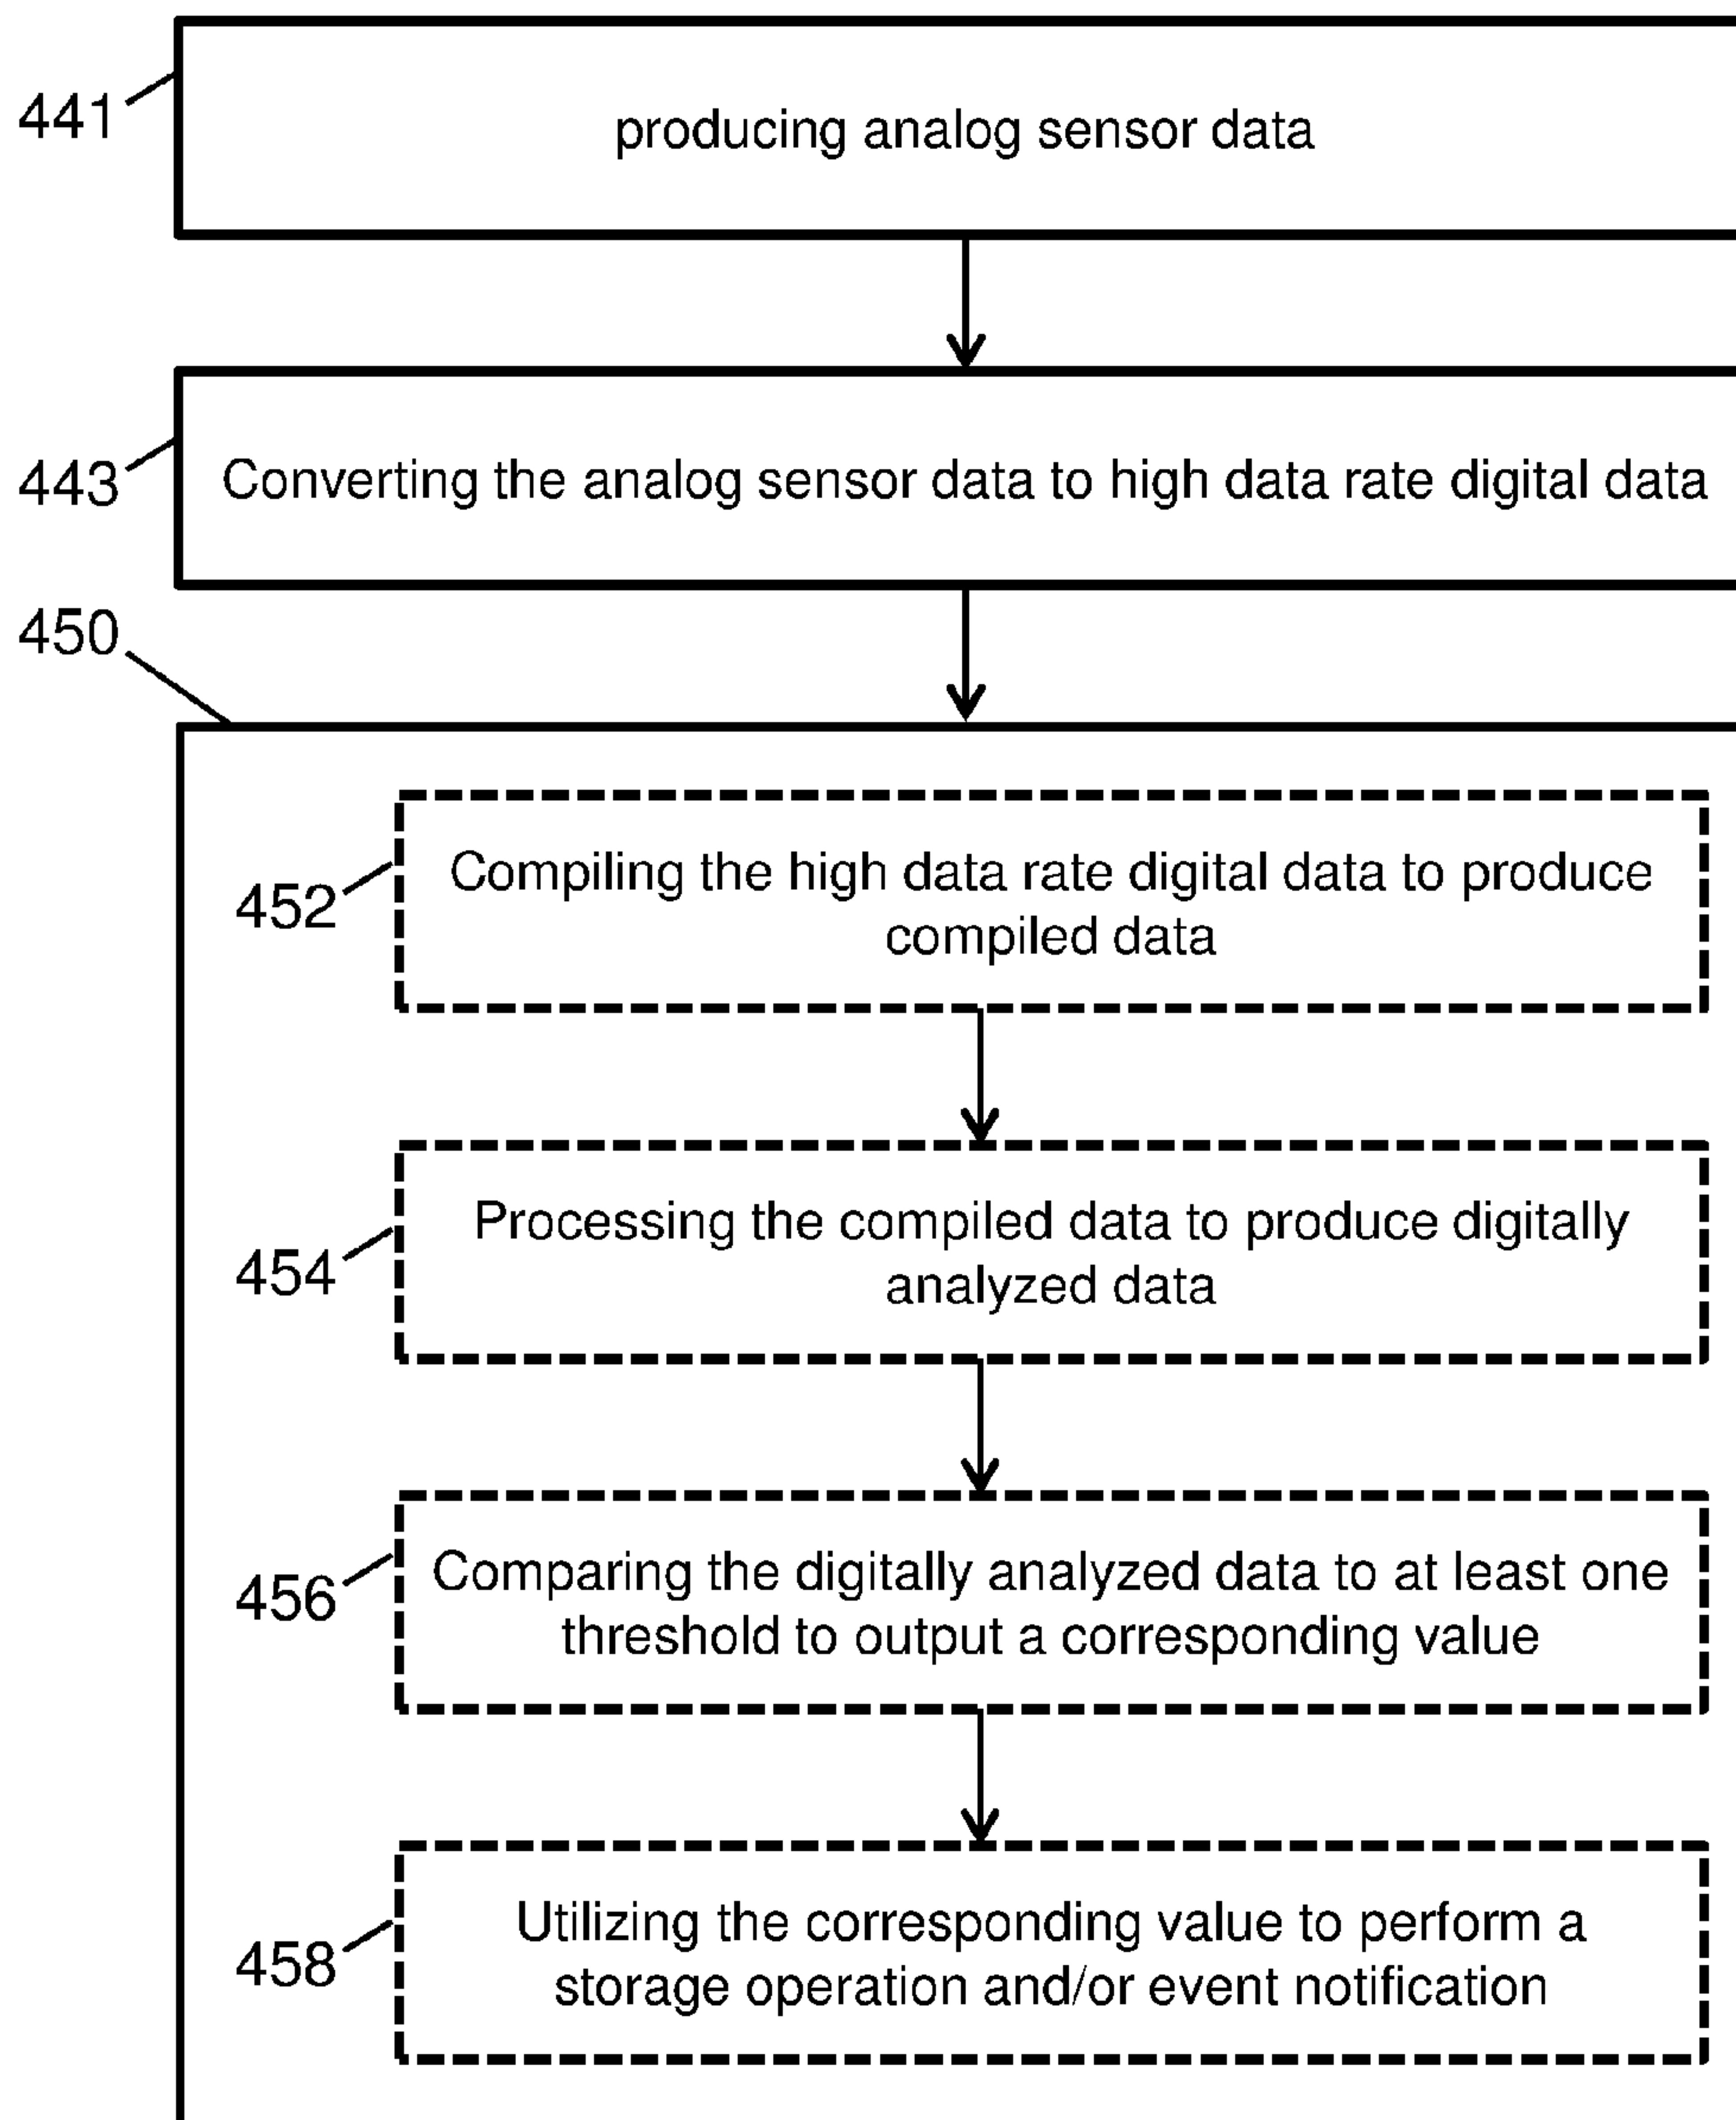 441
producing analog sensor data
443
Converting the analog sensor data to high data rate digital data
450
452
Compiling the high data rate digital data to produce
compiled data
454
Processing the compiled data to produce digitally
analyzed data
456
Comparing the digitally analyzed data to at least one
threshold to output a corresponding value
458
Utilizing the corresponding value to perform a
storage operation and/or event notification